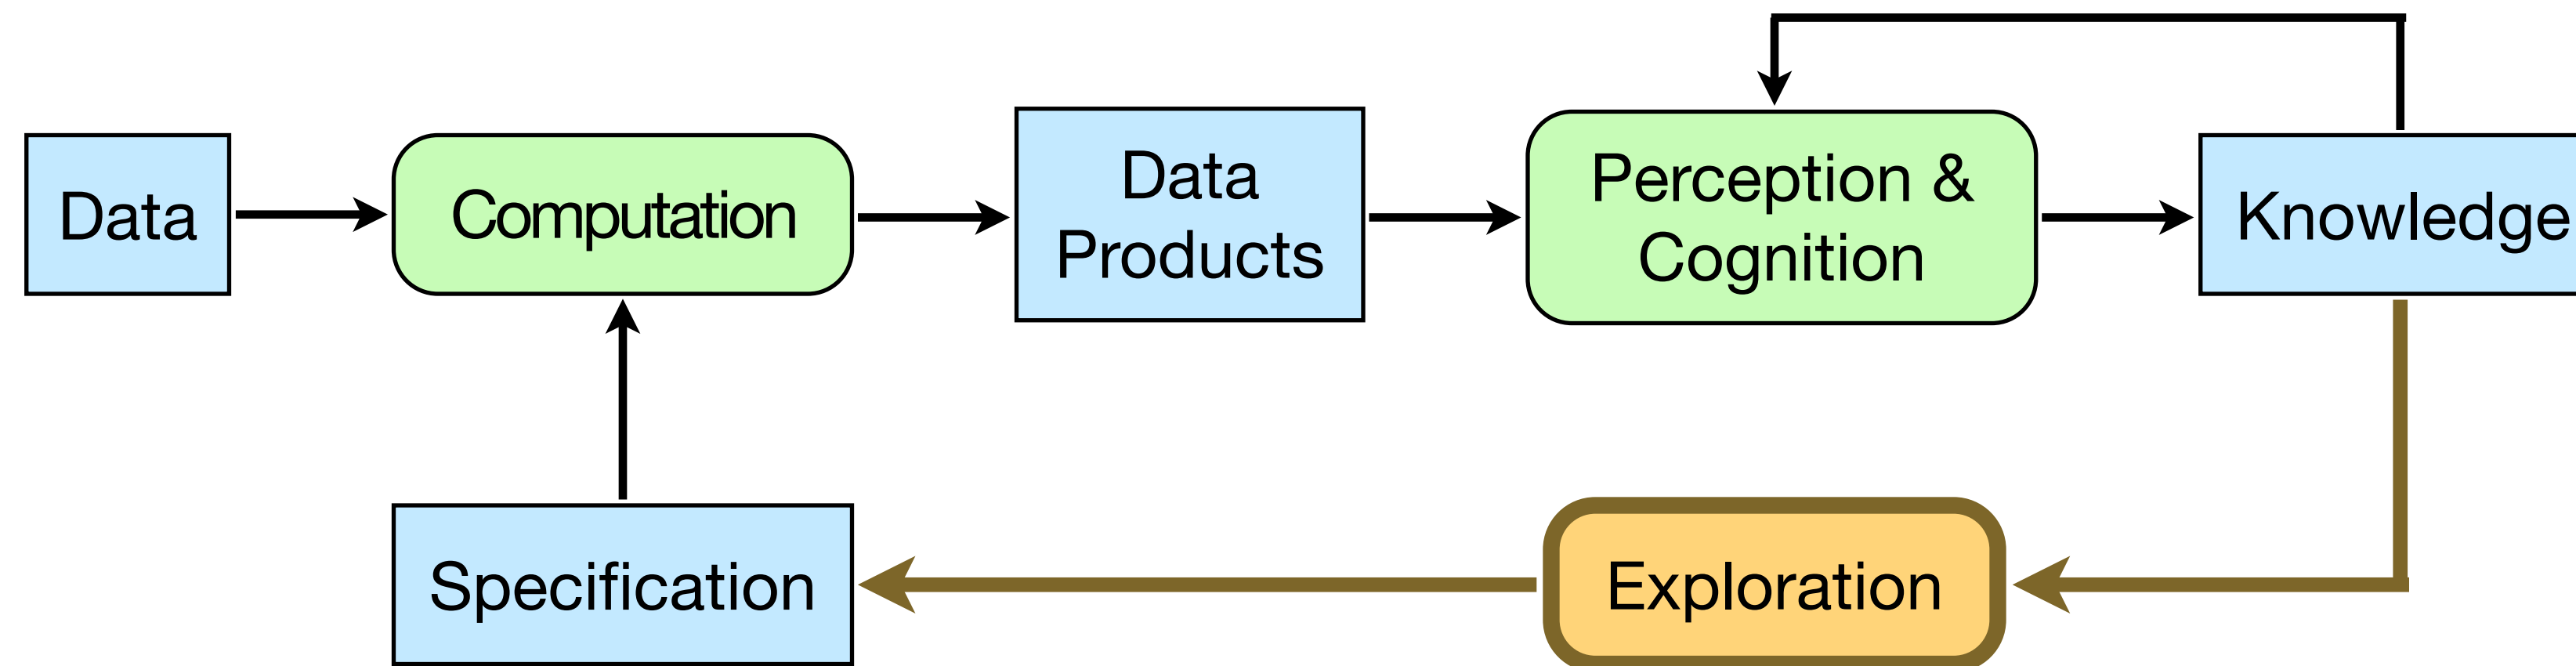 Data
Computation
Data
Products
Perception &
Cognition
Knowledge
Specification
Exploration